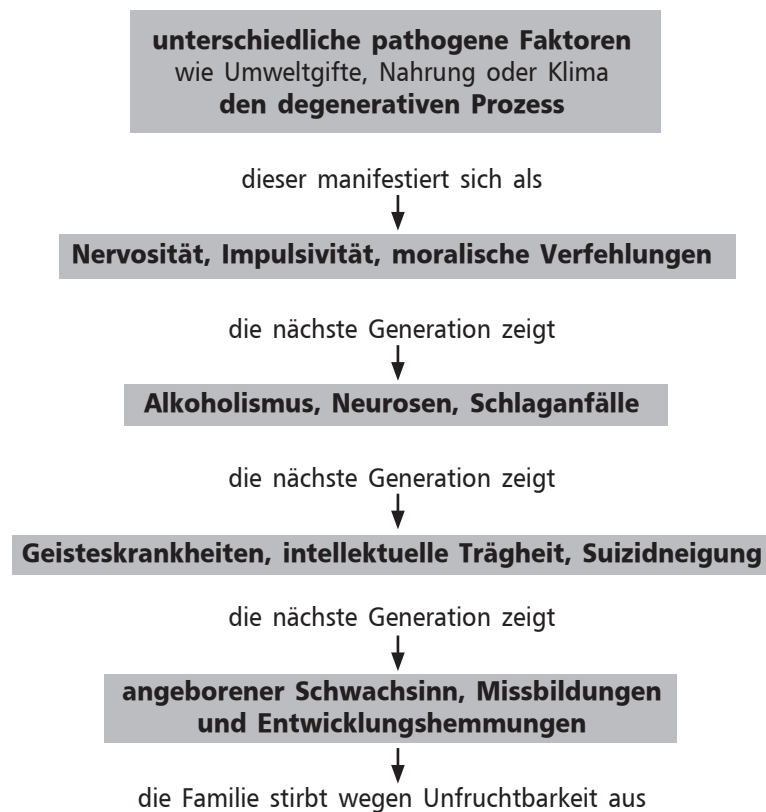 unterschiedliche pathogene Faktoren
wie Umweltgifte, Nahrung oder Klima
den degenerativen Prozess
dieser manifestiert sich als
Nervosität, Impulsivität, moralische Verfehlungen
die nächste Generation zeigt
Alkoholismus, Neurosen, Schlaganfälle
die nächste Generation zeigt
Geisteskrankheiten, intellektuelle Trägheit, Suizidneigung
die nächste Generation zeigt
angeborener Schwachsinn, Missbildungen
und Entwicklungshemmungen
die Familie stirbt wegen Unfruchtbarkeit aus